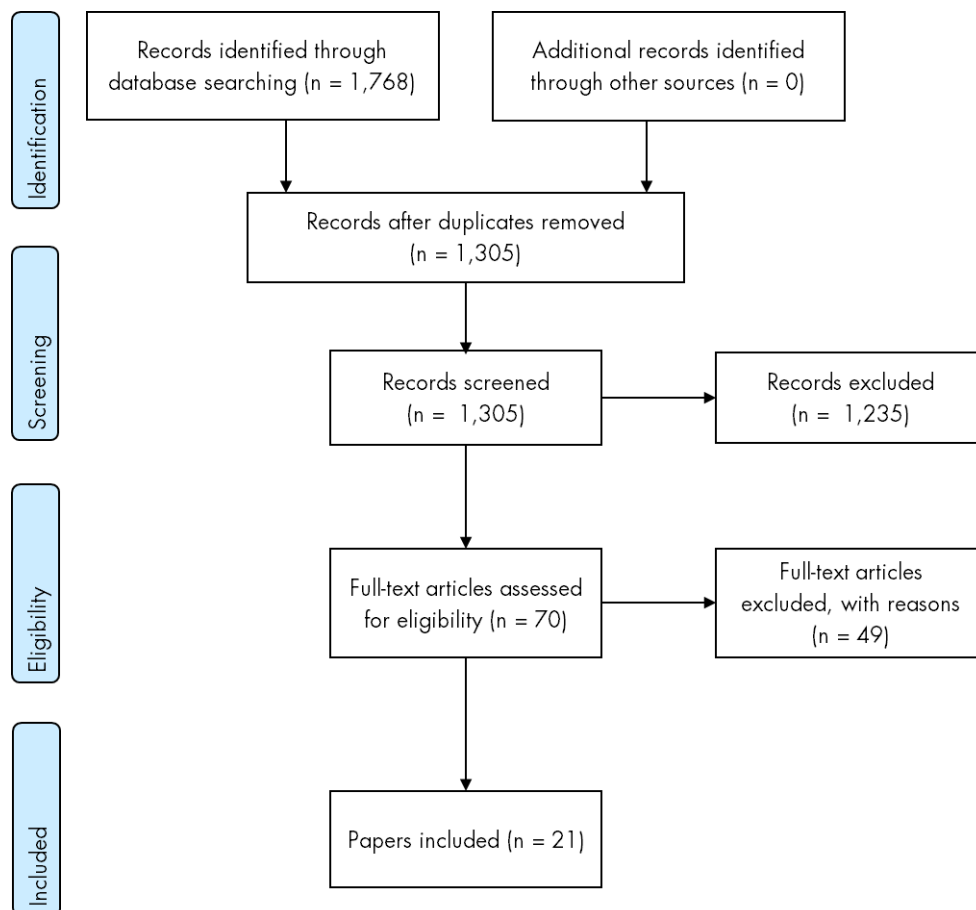 Identification
Records identified through
database searching (n = 1,768)
Additional records identified
through other sources (n = 0)
Records after duplicates removed
(n = 1,305)
Screening
Records screened
(n =  1,305)
Records excluded
(n =  1,235)
Eligibility
Full-text articles assessed
for eligibility (n = 70)
Full-text articles
excluded, with reasons
(n = 49)
Included
Papers included (n = 21)